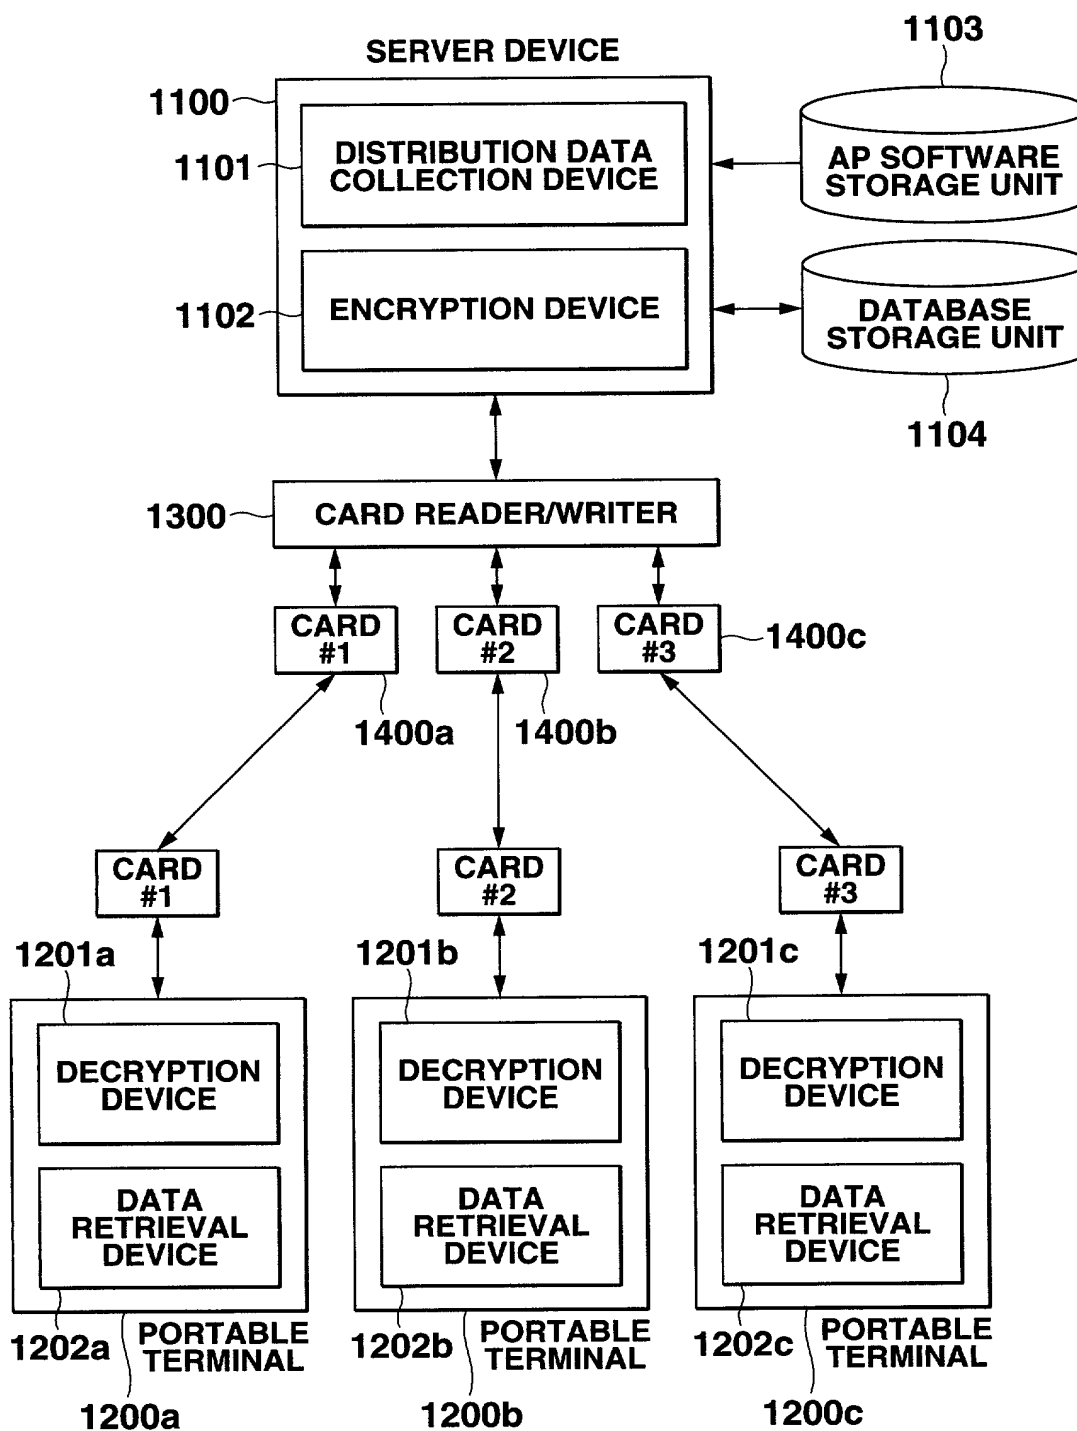 1103
SERVER DEVICE
1100
DISTRIBUTION DATA
COLLECTION DEVICE
1101
AP SOFTWARE
STORAGE UNIT
ENCRYPTION DEVICE
1102
DATABASE
STORAGE UNIT
1104
1300
CARD READER/WRITER
CARD
#1
CARD
#2
CARD
#3
1400c
1400a
1400b
CARD
#1
CARD
#2
CARD
#3
1201a
1201b
1201c
DECRYPTION
DEVICE
DECRYPTION
DEVICE
DECRYPTION
DEVICE
DATA
RETRIEVAL
DEVICE
DATA
RETRIEVAL
DEVICE
DATA
RETRIEVAL
DEVICE
1202a
PORTABLE
TERMINAL
1202b
PORTABLE
TERMINAL
1202c
PORTABLE
TERMINAL
1200a
1200b
1200c